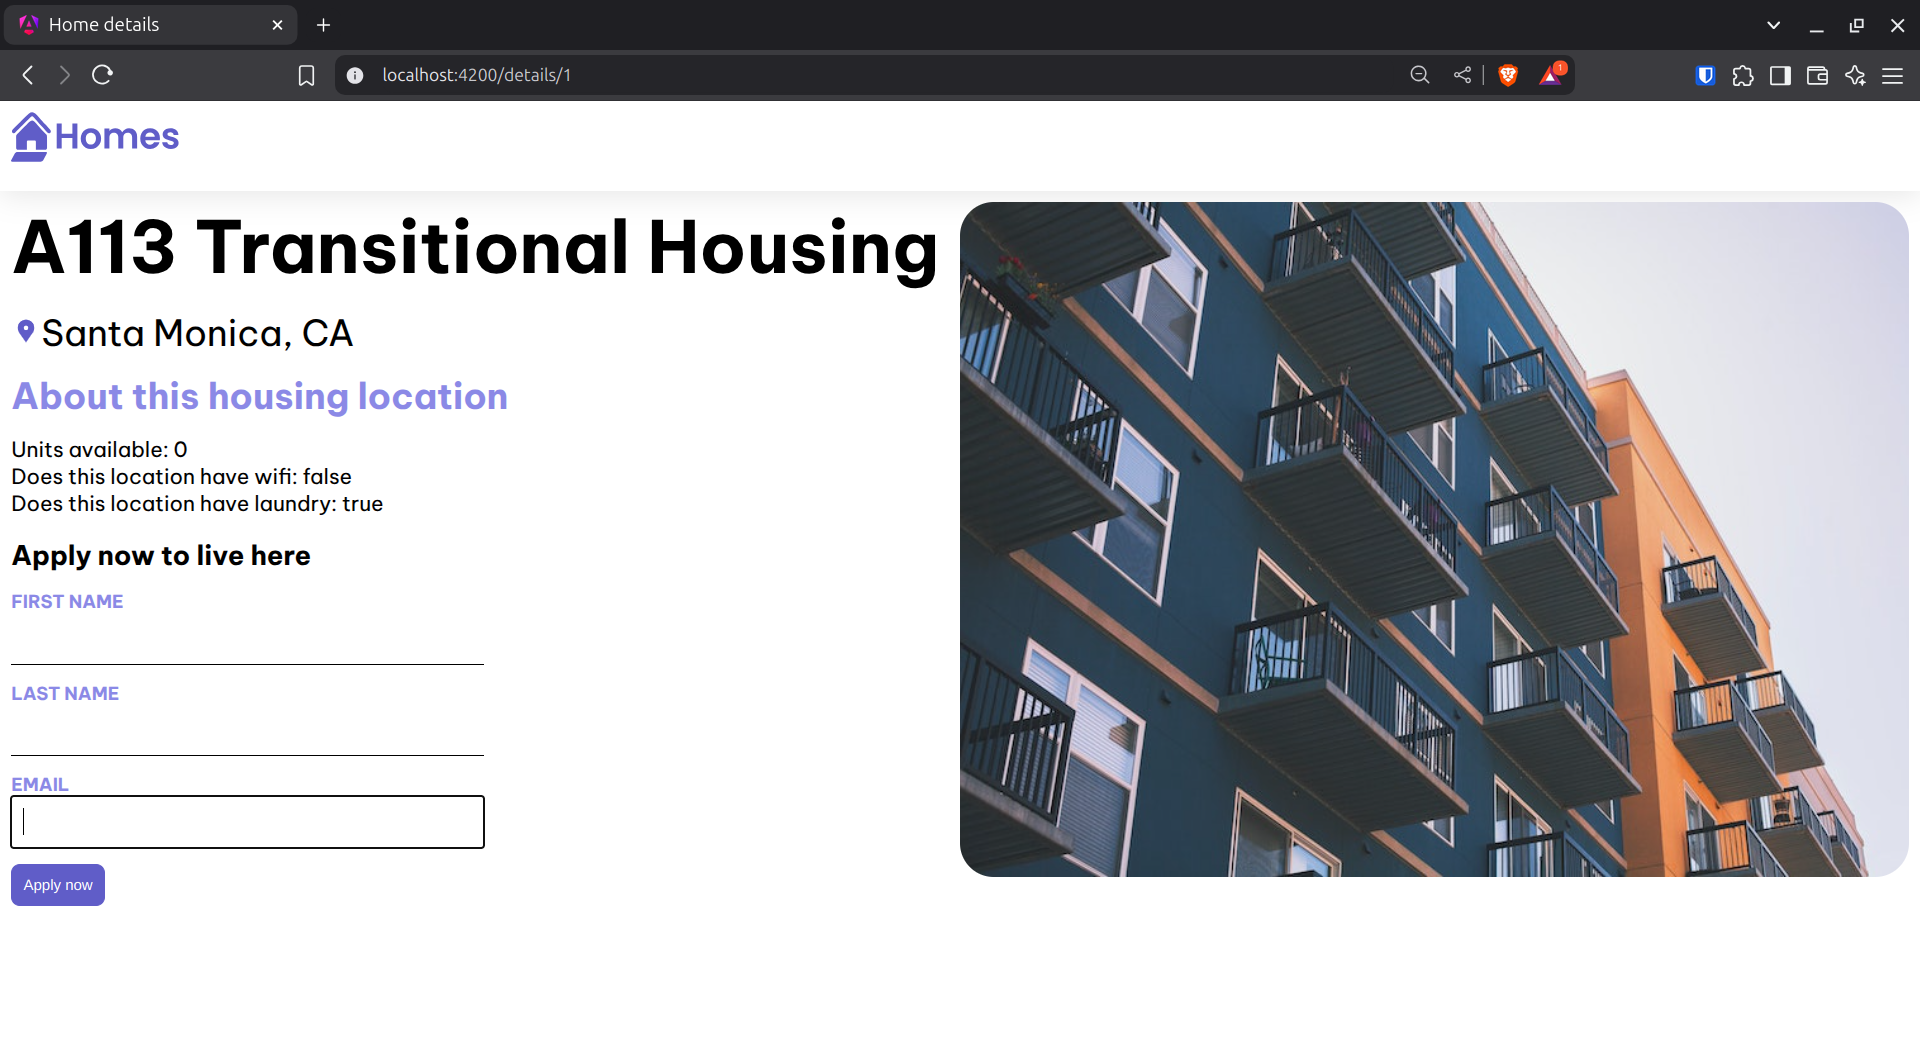 Home details
localhost:4200/details/1
1
Homes
A113 Transitional Housing
Santa Monica, CA
About this housing location
Units available: 0
Does this location have wifi: false
Does this location have laundry: true
Apply now to live here
FIRST NAME
LAST NAME
EMAIL
Apply now